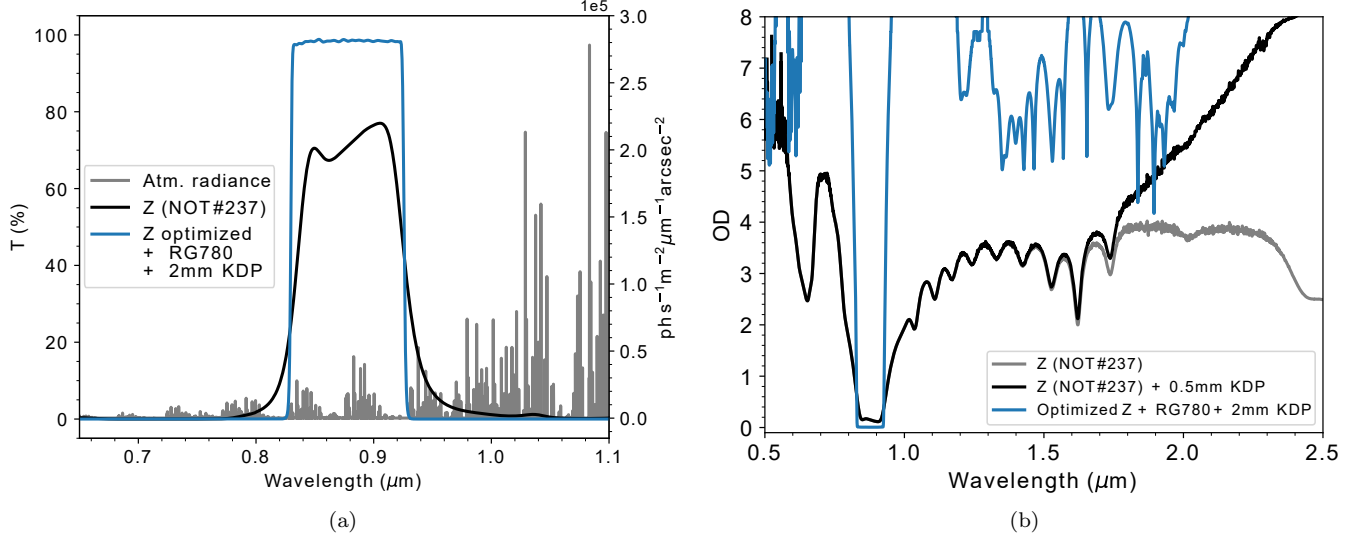 1e5
3.0
2.5
2.0
1.5
1.0
0.5
0.0
phs⁻¹m⁻²μm⁻¹arcsec⁻²
100
80
60
40
20
0
T (%)
Atm. radiance
Z (NOT#237)
Z optimized
+ RG780
+ 2mm KDP
0.7 0.8 0.9 1.0 1.1
Wavelength (μm)
(a)
8
7
6
5
4
3
2
1
0
OD
Z (NOT#237)
Z (NOT#237) + 0.5mm KDP
Optimized Z + RG780 + 2mm KDP
0.5 1.0 1.5 2.0 2.5
Wavelength (μm)
(b)